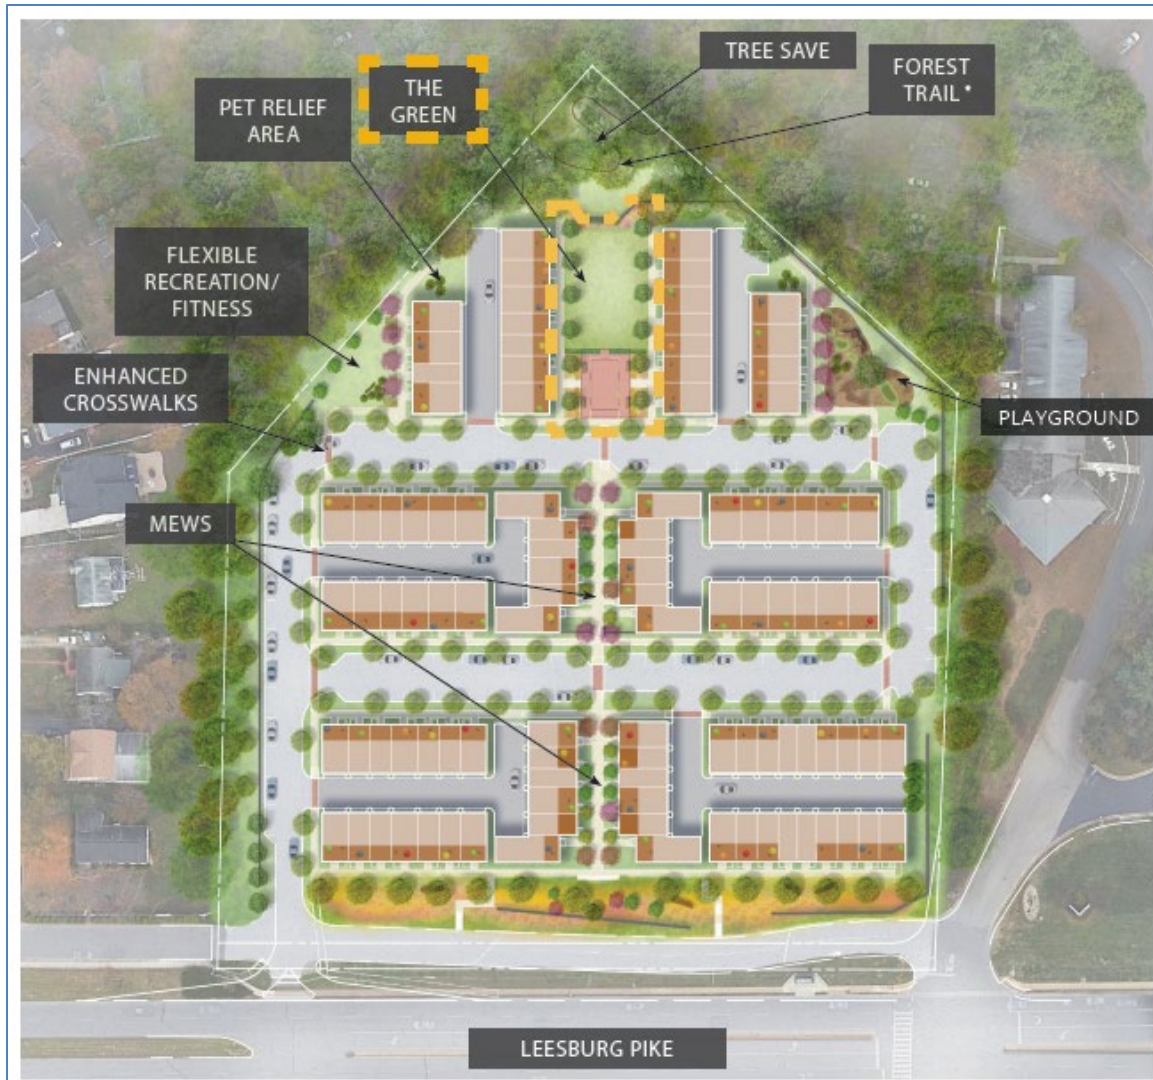 TREE SAVE
THE
GREEN
FOREST
TRAIL*
PET RELIEF
AREA
FLEXIBLE
RECREATION/
FITNESS
ENHANCED
CROSSWALKS
PLAYGROUND
MEWS
LEESBURG PIKE